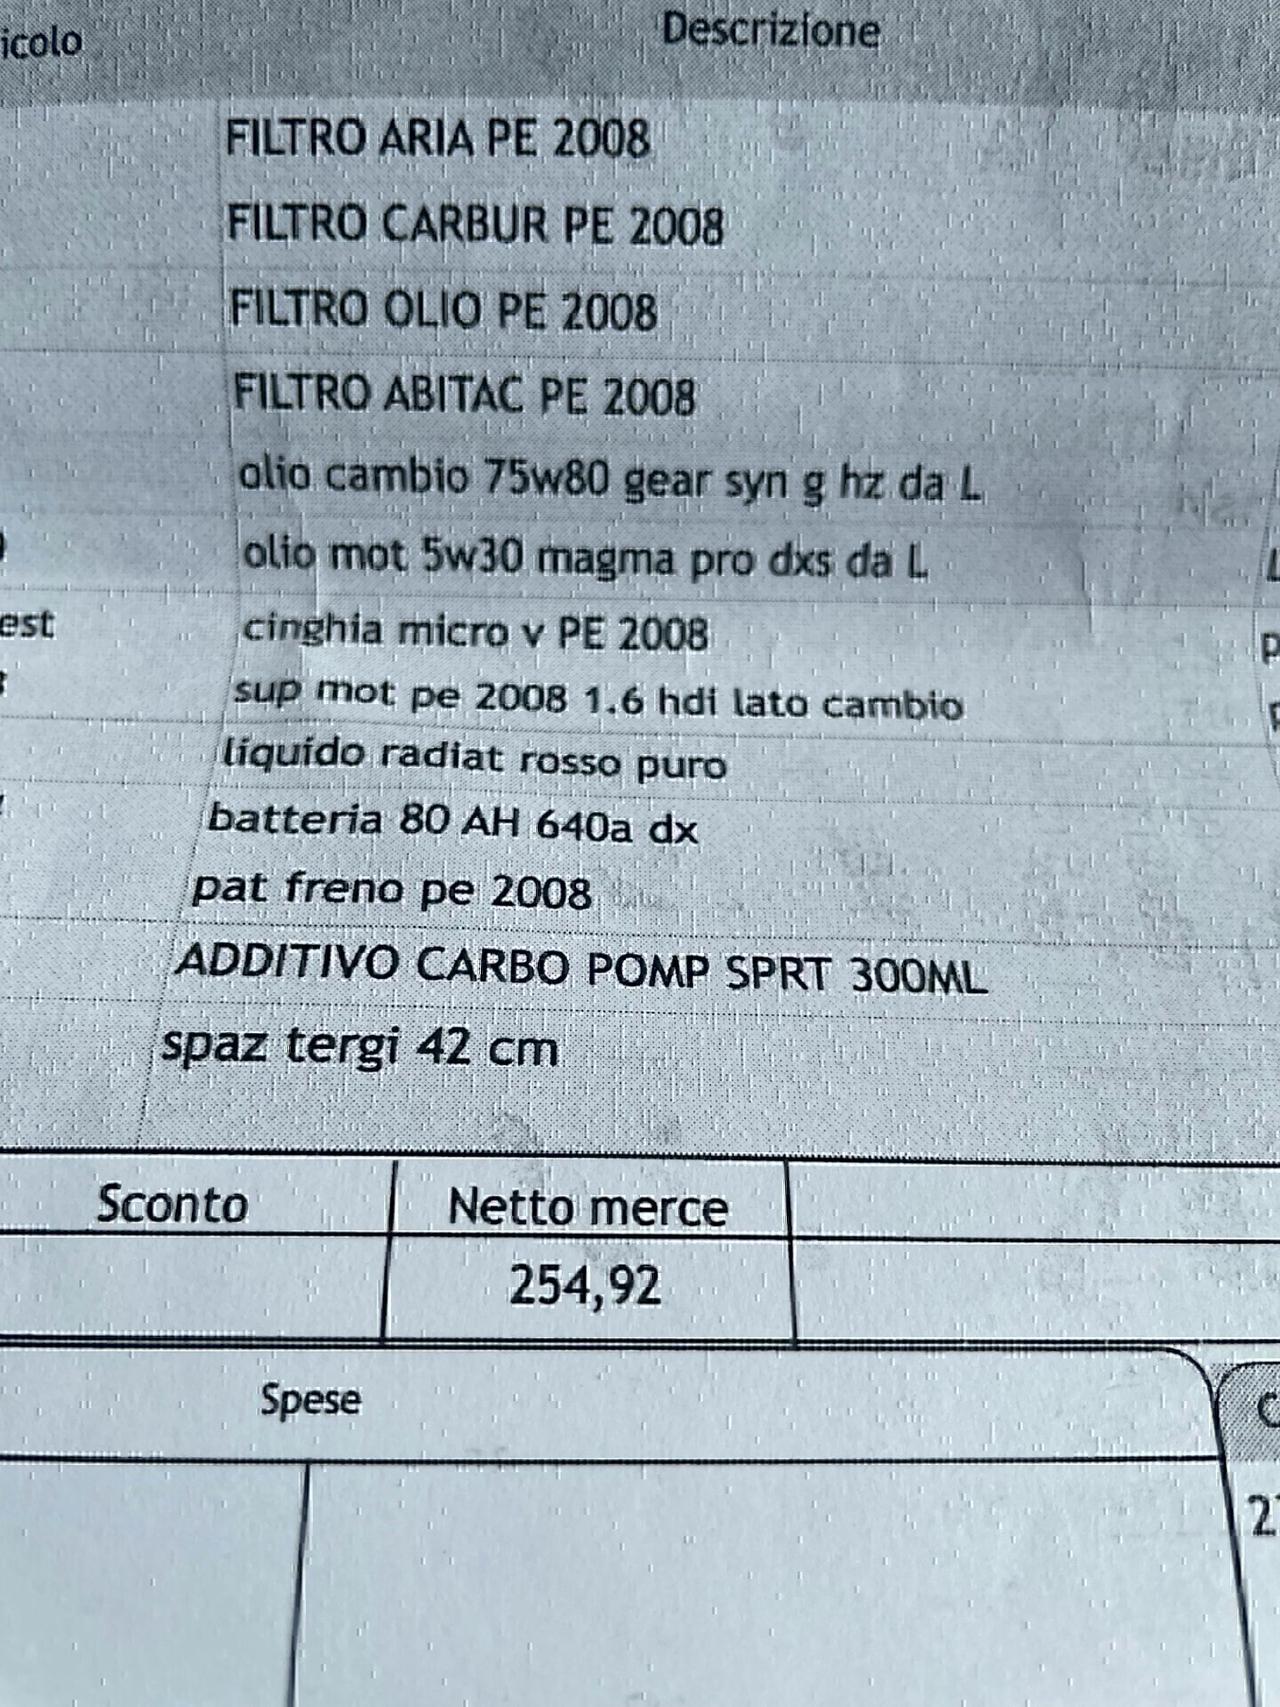 icolo Descrizione
FILTRO ARIA PE 2008
FILTRO CARBUR PE 2008
FILTRO OLIO PE 2008
FILTRO ABITAC PE 2008
olio cambio 75w80 gear syn g hz da L
olio mot 5w30 magma pro dxs da L
est cinghia micro v PE 2008
sup mot pe 2008 1.6 hdi lato cambio
liquido radiat rosso puro
batteria 80 AH 640a dx
pat freno pe 2008
ADDITIVO CARBO POMP SPRT 300ML
spaz tergi 42 cm
Sconto Netto merce
254,92
Spese